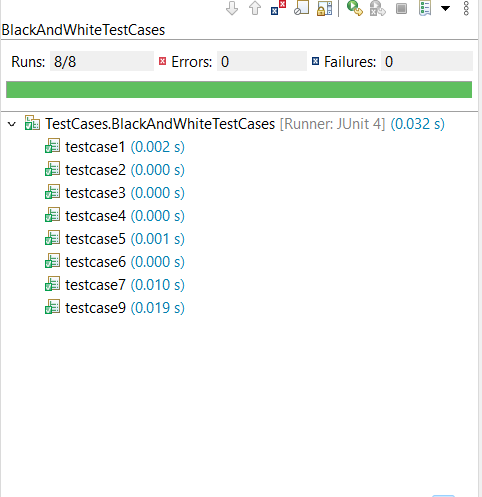 BlackAndWhiteTestCases
Runs: 8/8 Errors: 0 Failures: 0
TestCases.BlackAndWhiteTestCases [Runner: JUnit 4] (0.032 s)
testcase1 (0.002 s)
testcase2 (0.000 s)
testcase3 (0.000 s)
testcase4 (0.000 s)
testcase5 (0.001 s)
testcase6 (0.000 s)
testcase7 (0.010 s)
testcase9 (0.019 s)